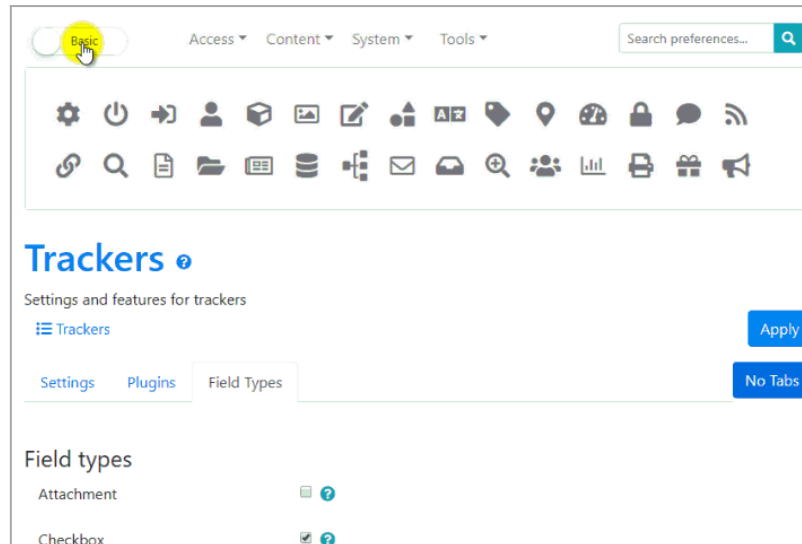 Basic Access Content System Tools Search preferences...
A
Trackers
Settings and features for trackers
Trackers
Apply
Settings Plugins Field Types No Tabs
Field types
Attachment
Checkbox